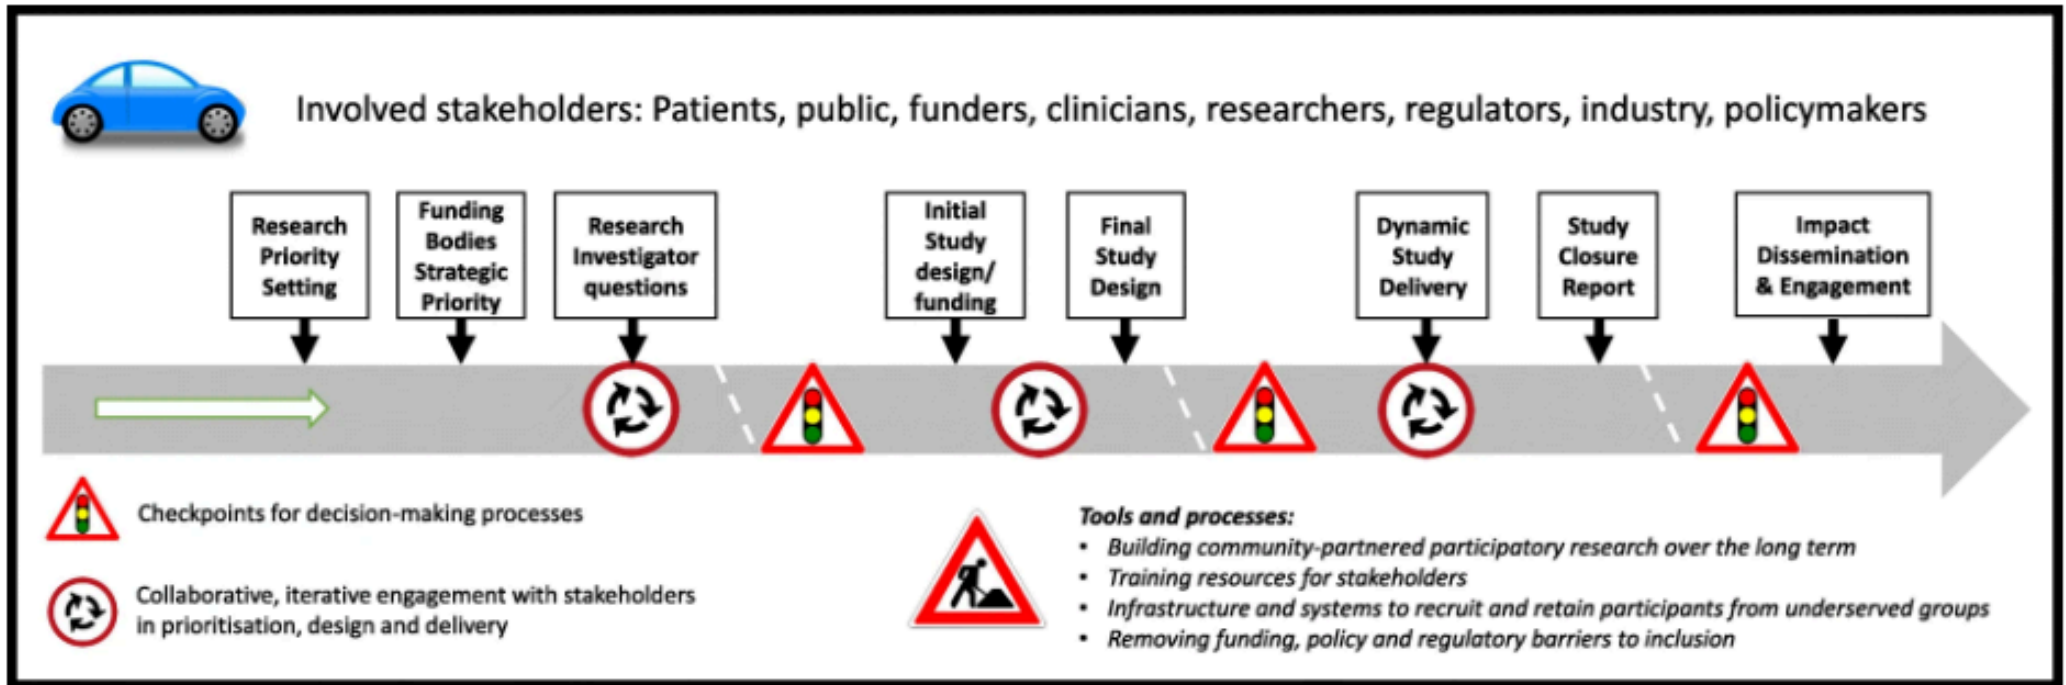 Involved stakeholders: Patients, public, funders, clinicians, researchers, regulators, industry, policymakers
Research
Priority
Setting
Funding
Bodies
Strategic
Priority
Research
Investigator
questions
Initial
Study
design/
funding
Final
Study
Design
Dynamic
Study
Delivery
Study
Closure
Report
Impact
Dissemination
& Engagement
Checkpoints for decision-making processes
Collaborative, iterative engagement with stakeholders
in prioritisation, design and delivery
Tools and processes:
• Building community-partnered participatory research over the long term
• Training resources for stakeholders
• Infrastructure and systems to recruit and retain participants from underserved groups
• Removing funding, policy and regulatory barriers to inclusion